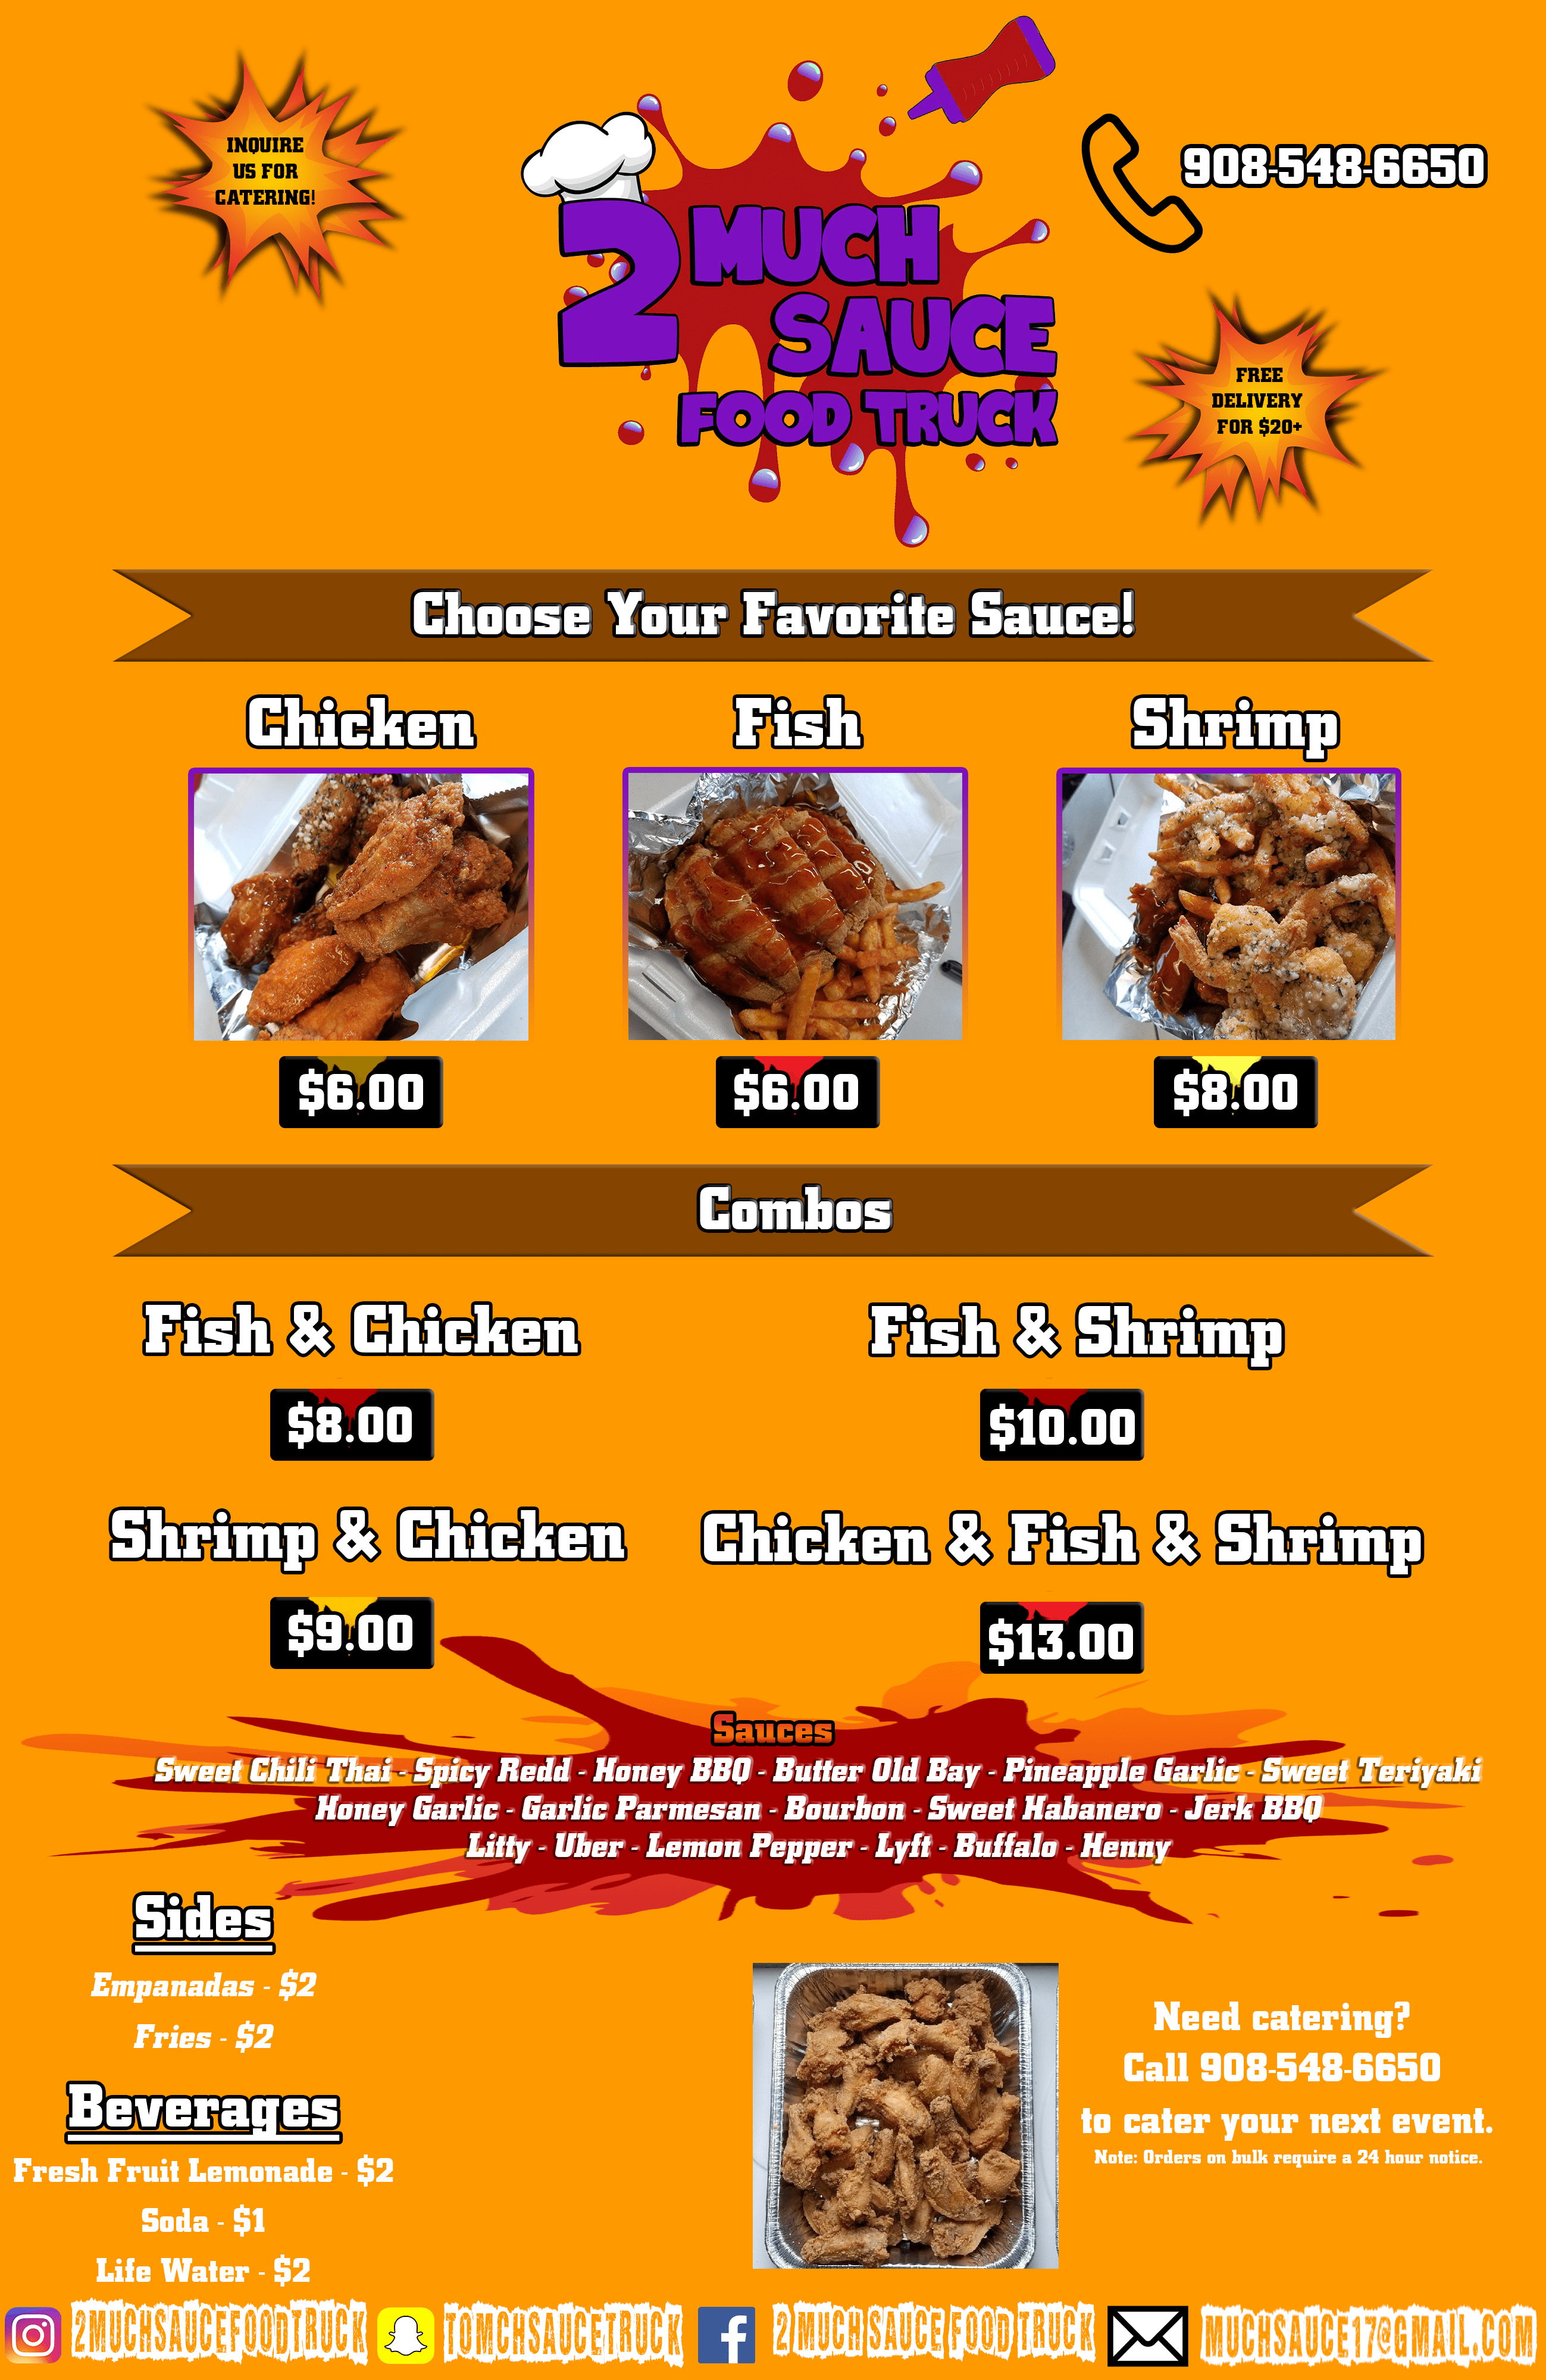 INQUIRE
US FOR
CATERING!
908-548-6650
2 MUCH
SAUCE
FOOD TRUCK
FREE
DELIVERY
FOR $20+
Choose Your Favorite Sauce!
Chicken
Fish
Shrimp
$6.00
$6.00
$8.00
Combos
Fish & Chicken
Fish & Shrimp
$8.00
$10.00
Shrimp & Chicken
Chicken & Fish & Shrimp
$9.00
$13.00
Sauces
Sweet Chili Thai - Spicy Redd - Honey BBQ - Butter Old Bay - Pineapple Garlic - Sweet Teriyaki
Honey Garlic - Garlic Parmesan - Bourbon - Sweet Habanero - Jerk BBQ
Litty - Uber - Lemon Pepper - Lyft - Buffalo - Henny
Sides
Empanadas - $2
Fries - $2
Beverages
Fresh Fruit Lemonade - $2
Soda - $1
Life Water - $2
Need catering?
Call 908-548-6650
to cater your next event.
Note: Orders on bulk require a 24 hour notice.
2MUCHSAUCEFOODTRUCK
TOMCHSAUCETRUCK
2 MUCH SAUCE FOOD TRUCK
MUCHSAUCE17@GMAIL.COM